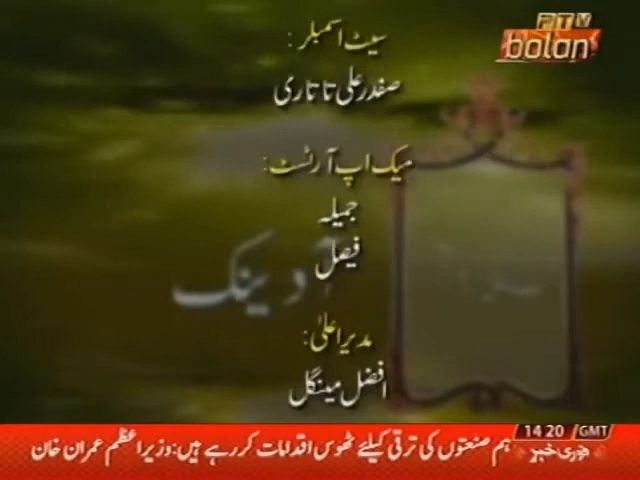 PTV
bolan
سیٹ اسمبلر:
صفدر علی تاتاری
میک اپ آرٹسٹ:
جمیلہ
فیصل
آدینک
مدیر اعلیٰ:
افضل مینگل
14:20 GMT
فوری خبر
ہم صنعتوں کی ترقی کیلئے ٹھوس اقدامات کر رہے ہیں: وزیر اعظم عمران خان